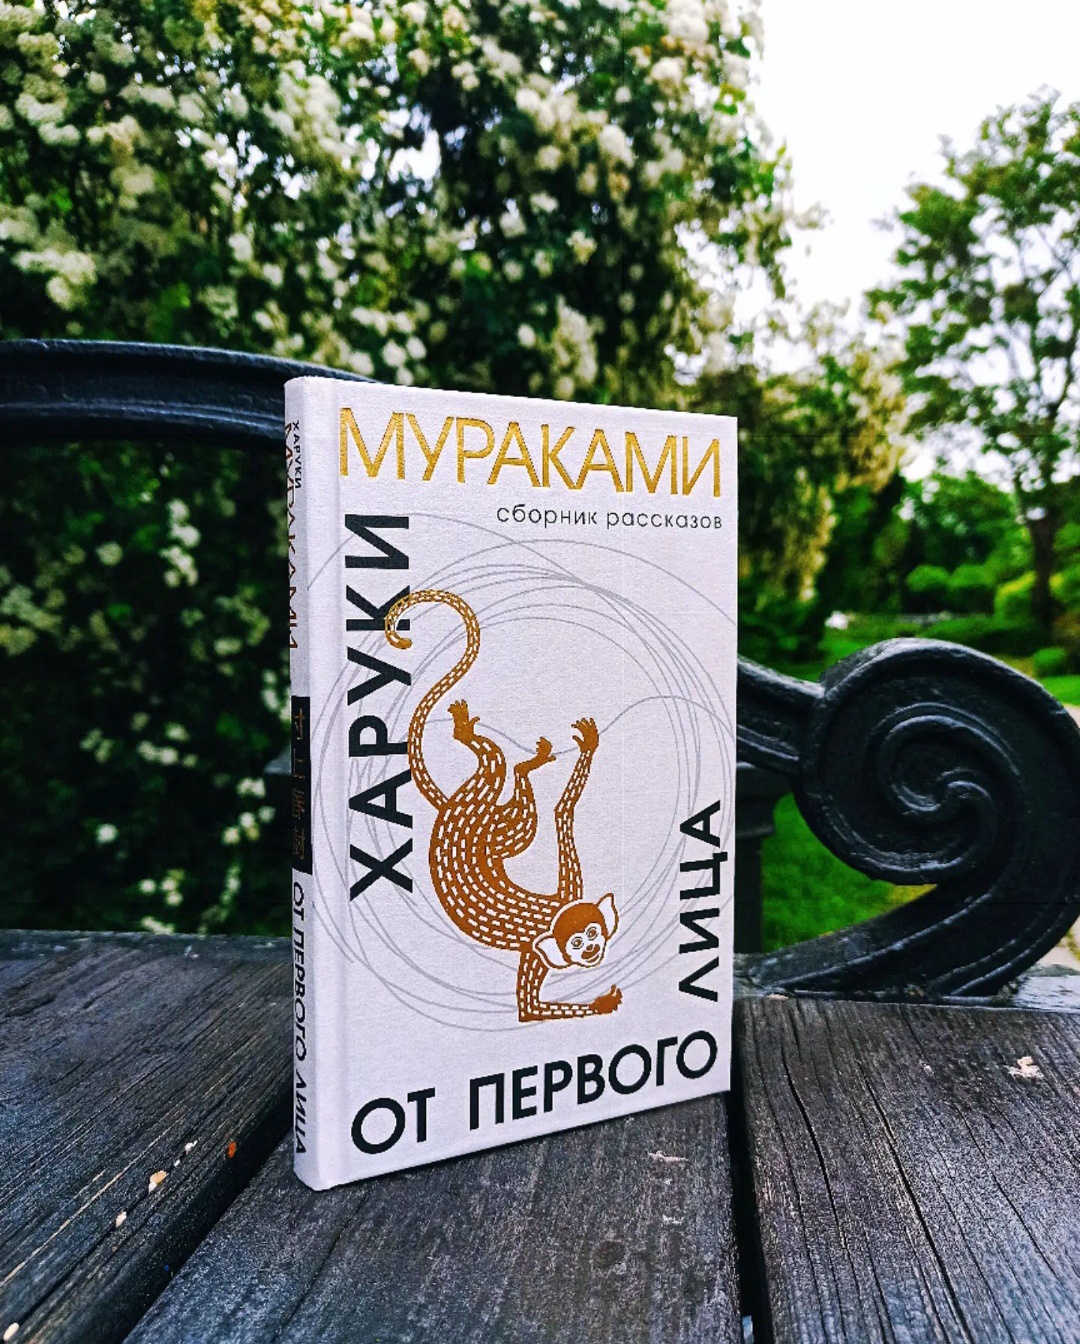 МУРАКАМИ
сборник рассказов
ХАРУКИ
ОТ ПЕРВОГО
ЛИЦА
ХАРУКИ
МУРАКАМИ
村上春樹
ОТ ПЕРВОГО ЛИЦА